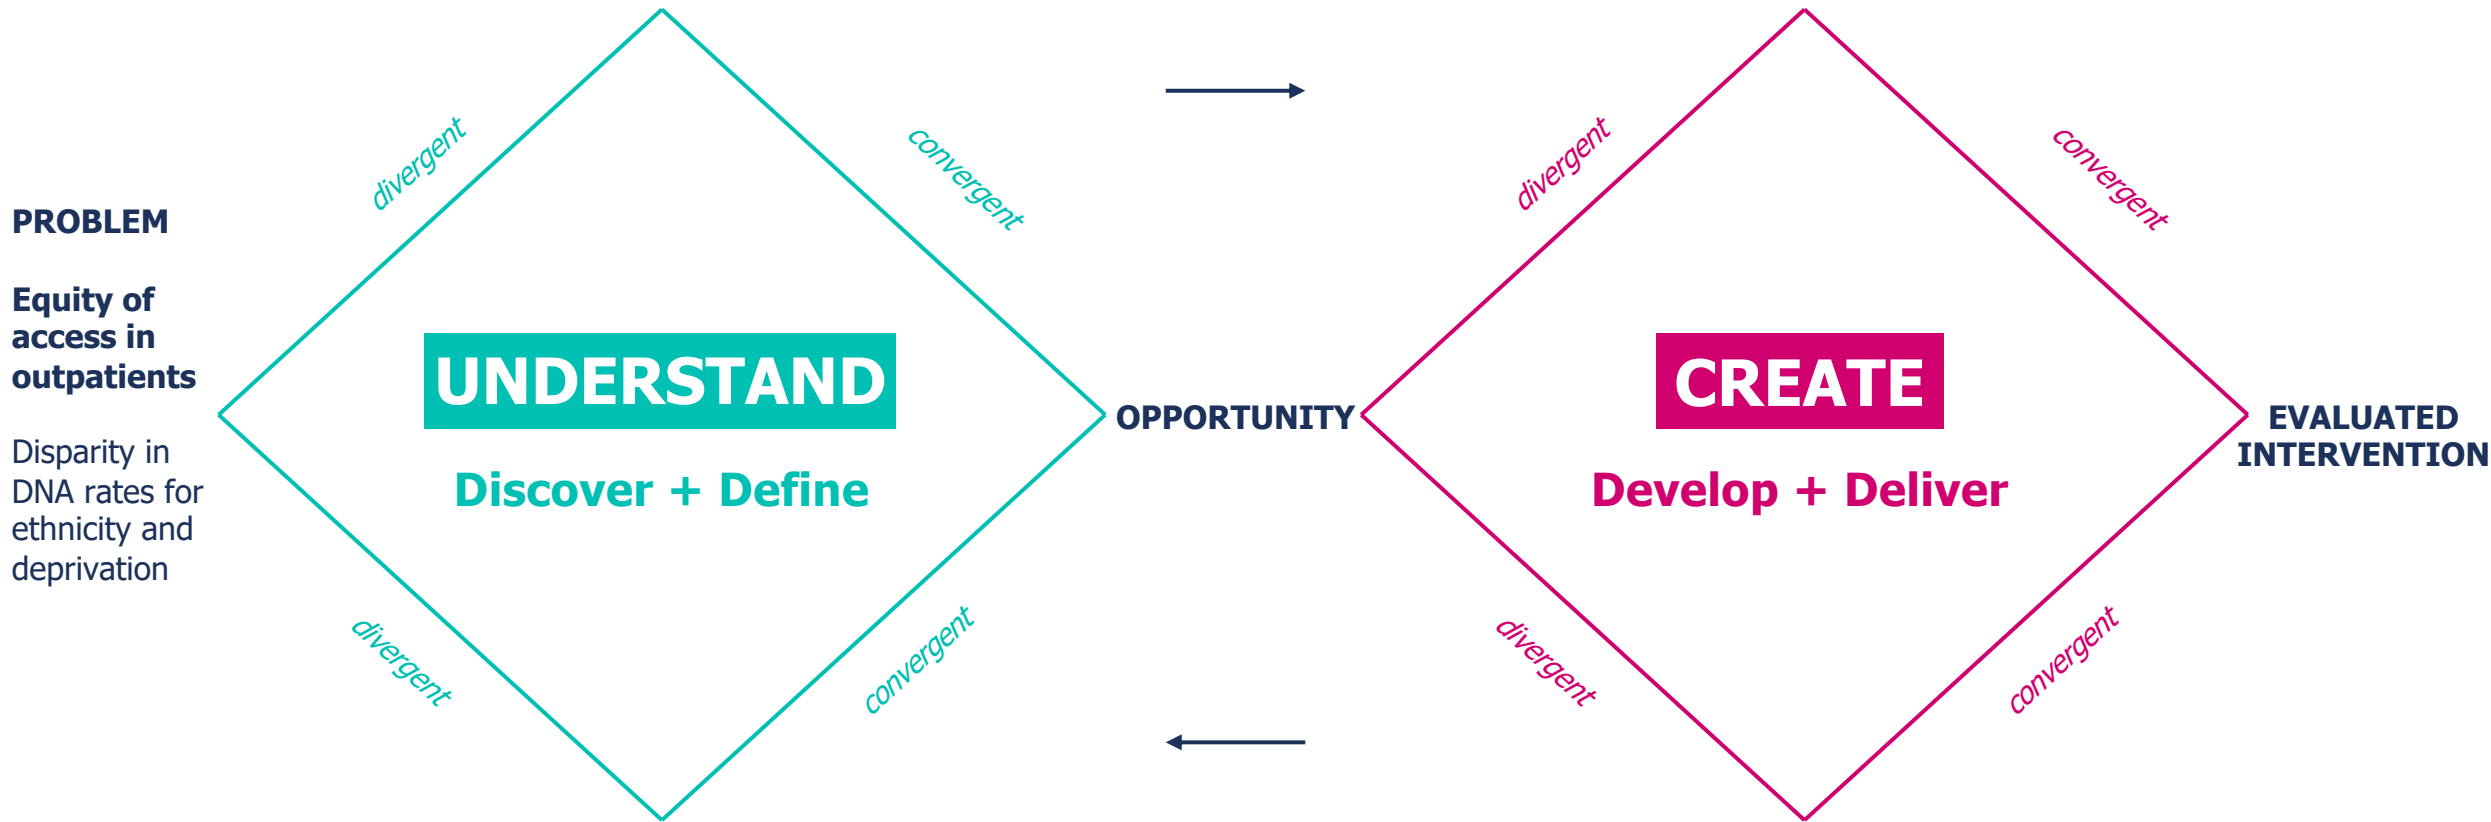 PROBLEM
Equity of
access in
outpatients
Disparity in
DNA rates for
ethnicity and
deprivation
divergent
convergent
UNDERSTAND
Discover + Define
divergent
convergent
OPPORTUNITY
divergent
convergent
CREATE
Develop + Deliver
divergent
convergent
EVALUATED
INTERVENTION